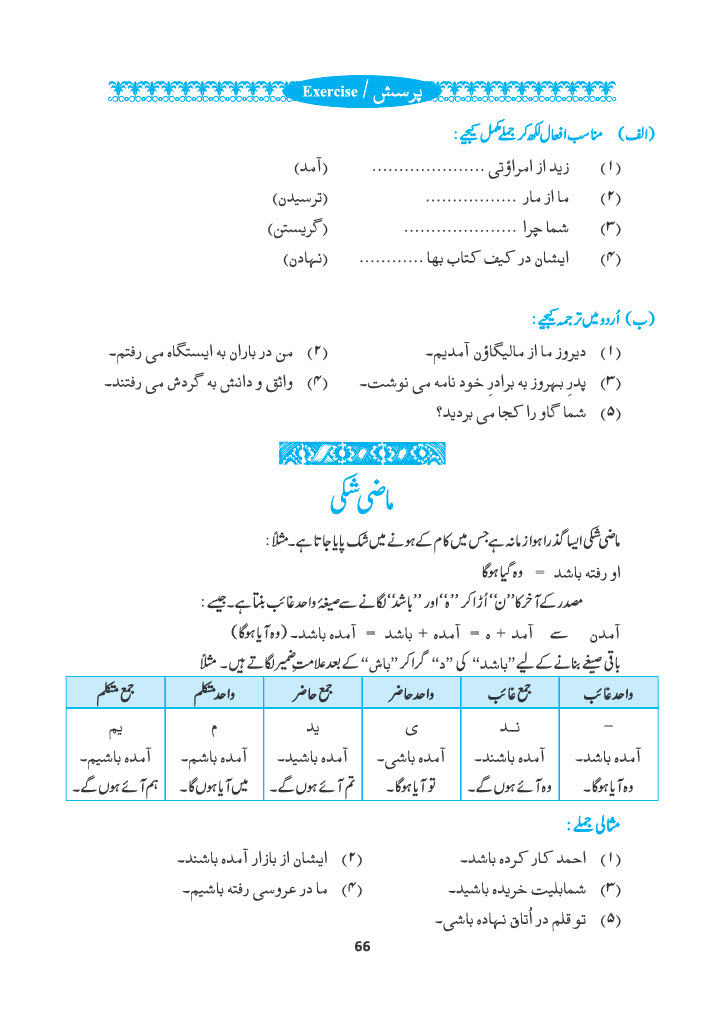 پرسش / Exercise
(الف) مناسب افعال لکھ کر جملے مکمل کیجیے :
(۱) زید از امراؤتی ..................... (آمد)
(۲) ما از مار ................. (ترسیدن)
(۳) شما چرا ..................... (گریستن)
(۴) ایشان در کیف کتاب ہا ............ (نہادن)
(ب) اُردو میں ترجمہ کیجیے :
(۱) دیروز ما از مالیگاؤن آمدیم۔ (۲) من در باران به ایستگاه می رفتم۔
(۳) پدرِ بہروز به برادرِ خود نامه می نوشت۔ (۴) واثق و دانش به گردش می رفتند۔
(۵) شما گاو را کجا می بردید؟
ماضی شکی
ماضی شکی ایسا گذرا ہوا زمانہ ہے جس میں کام کے ہونے میں شک پایا جاتا ہے۔ مثلاً :
او رفته باشد = وہ گیا ہوگا
مصدر کے آخر کا ”ن“ اُڑا کر ”ہ“ اور ”باشد“ لگانے سے صیغۂ واحد غائب بنتا ہے۔ جیسے :
آمدن سے آمد + ه = آمده + باشد = آمده باشد۔ (وہ آیا ہوگا)
باقی صیغے بنانے کے لیے ”باشد“ کی ”د“ گرا کر ”باش“ کے بعد علامتِ ضمیر لگاتے ہیں۔ مثلاً
واحد غائب جمع غائب واحد حاضر جمع حاضر واحد متکلم جمع متکلم
– نــد ی ید م یم
آمده باشد۔ آمده باشند۔ آمده باشی۔ آمده باشید۔ آمده باشم۔ آمده باشیم۔
وہ آیا ہوگا۔ وہ آئے ہوں گے۔ تو آیا ہوگا۔ تم آئے ہوں گے۔ میں آیا ہوں گا۔ ہم آئے ہوں گے۔
مثالی جملے :
(۱) احمد کار کرده باشد۔ (۲) ایشان از بازار آمده باشند۔
(۳) شمابلیت خریده باشید۔ (۴) ما در عروسی رفته باشیم۔
(۵) تو قلم در اُتاق نہاده باشی۔
66